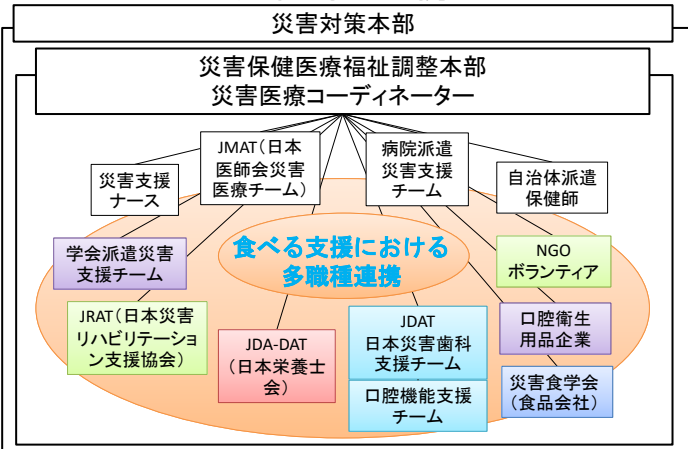 災害対策本部
災害保健医療福祉調整本部
災害医療コーディネーター
JMAT（日本
医師会災害
医療チーム）
病院派遣
災害支援
チーム
災害支援
ナース
自治体派遣
保健師
食べる支援における
多職種連携
学会派遣災害
支援チーム
NGO
ボランティア
JRAT（日本災害
リハビリテーショ
ン支援協会）
JDA-DAT
（日本栄養士
会）
JDAT
日本災害歯科
支援チーム
口腔機能支援
チーム
口腔衛生
用品企業
災害食学会
（食品会社）